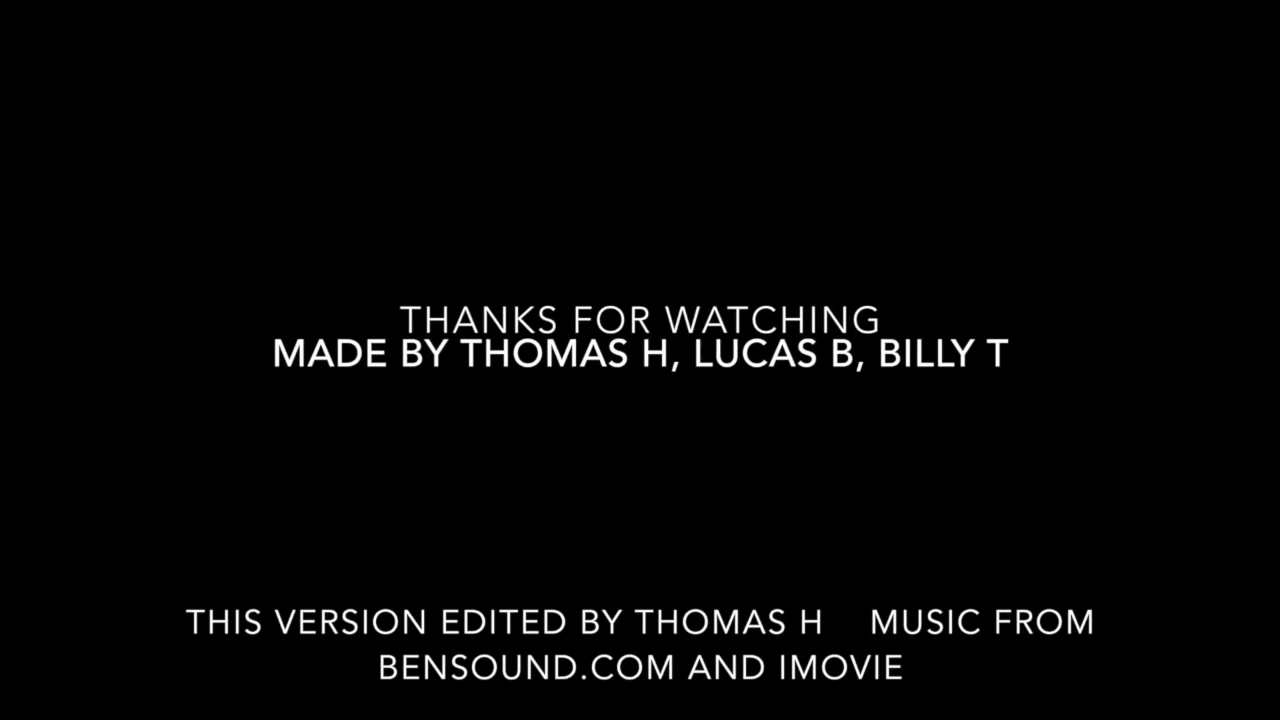 THANKS FOR WATCHING
MADE BY THOMAS H, LUCAS B, BILLY T
THIS VERSION EDITED BY THOMAS H MUSIC FROM
BENSOUND.COM AND IMOVIE